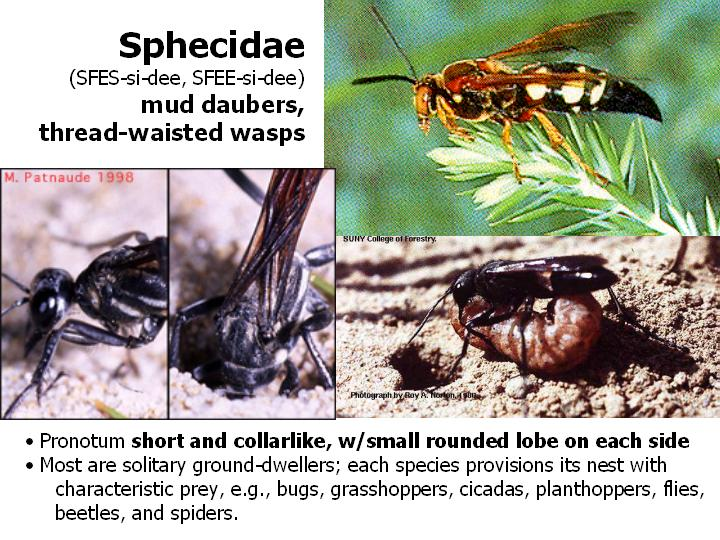 Sphecidae
(SFES-si-dee, SFEE-si-dee)
mud daubers,
thread-waisted wasps
M. Patnaude 1998
SUNY College of Forestry.
Photograph by Roy A. Norton, 1980
• Pronotum short and collarlike, w/small rounded lobe on each side
• Most are solitary ground-dwellers; each species provisions its nest with
characteristic prey, e.g., bugs, grasshoppers, cicadas, planthoppers, flies,
beetles, and spiders.